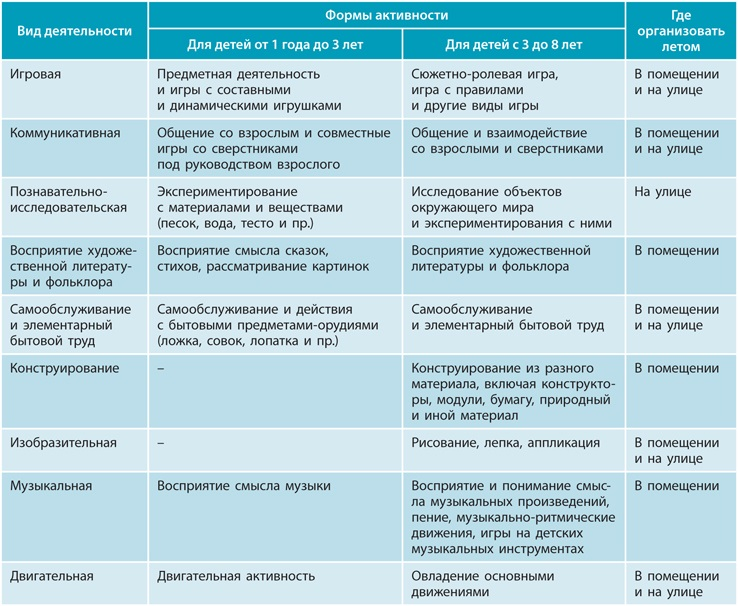 Вид деятельности
Формы активности
Где
организовать
летом
Для детей от 1 года до 3 лет
Для детей с 3 до 8 лет
Игровая
Предметная деятельность
и игры с составными
и динамическими игрушками
Сюжетно-ролевая игра,
игра с правилами
и другие виды игры
В помещении
и на улице
Коммуникативная
Общение со взрослым и совместные
игры со сверстниками
под руководством взрослого
Общение и взаимодействие
со взрослыми и сверстниками
В помещении
и на улице
Познавательно-
исследовательская
Экспериментирование
с материалами и веществами
(песок, вода, тесто и пр.)
Исследование объектов
окружающего мира
и экспериментирования с ними
На улице
Восприятие художе-
ственной литерату-
ры и фольклора
Восприятие смысла сказок,
стихов, рассматривание картинок
Восприятие художественной
литературы и фольклора
В помещении
Самообслуживание
и элементарный
бытовой труд
Самообслуживание и действия
с бытовыми предметами-орудиями
(ложка, совок, лопатка и пр.)
Самообслуживание
и элементарный бытовой труд
В помещении
и на улице
Конструирование
–
Конструирование из разного
материала, включая конструкто-
ры, модули, бумагу, природный
и иной материал
В помещении
Изобразительная
–
Рисование, лепка, аппликация
В помещении
и на улице
Музыкальная
Восприятие смысла музыки
Восприятие и понимание смыс-
ла музыкальных произведений,
пение, музыкально-ритмические
движения, игры на детских
музыкальных инструментах
В помещении
Двигательная
Двигательная активность
Овладение основными
движениями
В помещении
и на улице